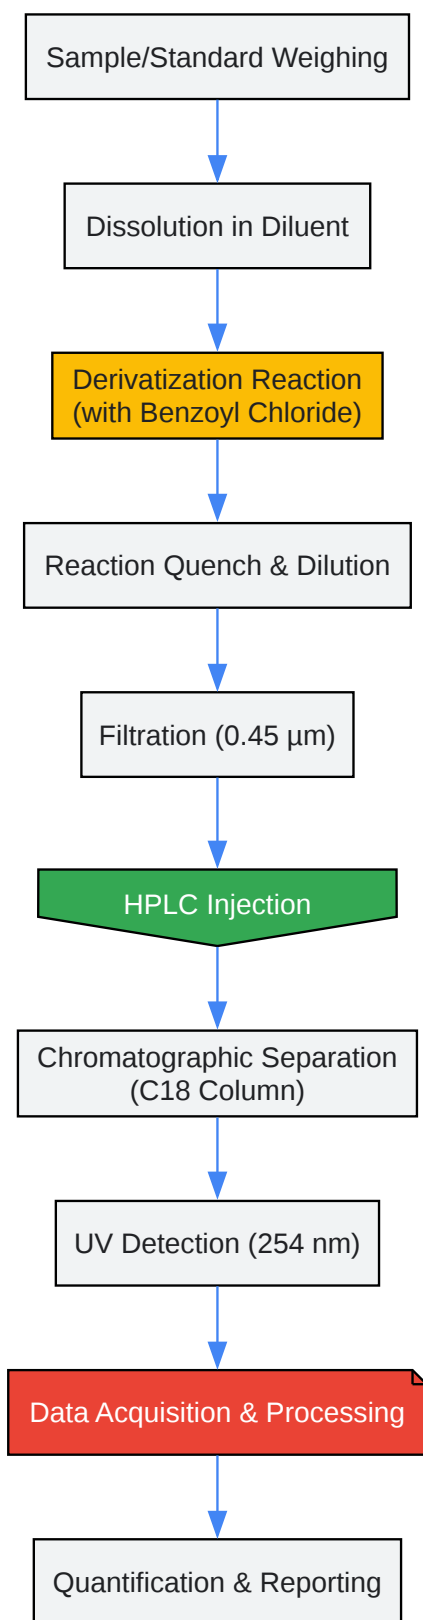 Sample/Standard Weighing
Dissolution in Diluent
Derivatization Reaction
(with Benzoyl Chloride)
Reaction Quench & Dilution
Filtration (0.45 µm)
HPLC Injection
Chromatographic Separation
(C18 Column)
UV Detection (254 nm)
Data Acquisition & Processing
Quantification & Reporting